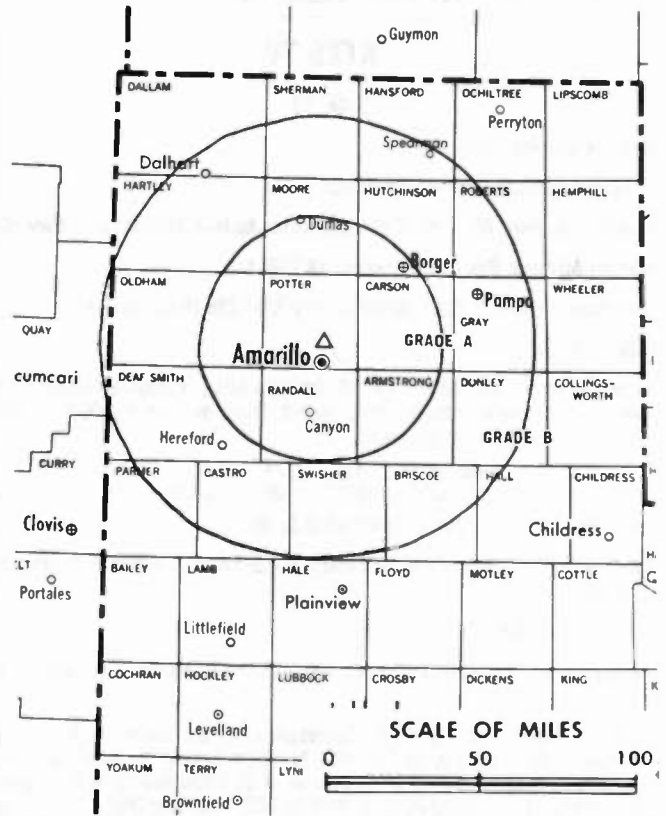 Guymon
DALLAM SHERMAN HANSFORD OCHILTREE LIPSCOMB
Perryton
Spearman
Dalhart
HARTLEY MOORE HUTCHINSON ROBERTS HEMPHILL
Dumas
Borger
OLDHAM POTTER CARSON WHEELER
Pampa
GRAY
QUAY
GRADE A
Amarillo
cumcari
DEAF SMITH RANDALL ARMSTRONG DONLEY COLLINGS-
WORTH
Canyon
Hereford
GRADE B
CURRY
PARMER CASTRO SWISHER BRISCOE HALL CHILDRESS
Clovis
Childress
LT
BAILEY LAMB HALE FLOYD MOTLEY COTTLE
Portales
Plainview
Littlefield
COCHRAN HOCKLEY LUBBOCK CROSBY DICKENS KING
Levelland
SCALE OF MILES
0 50 100
YOAKUM TERRY LYN
Brownfield